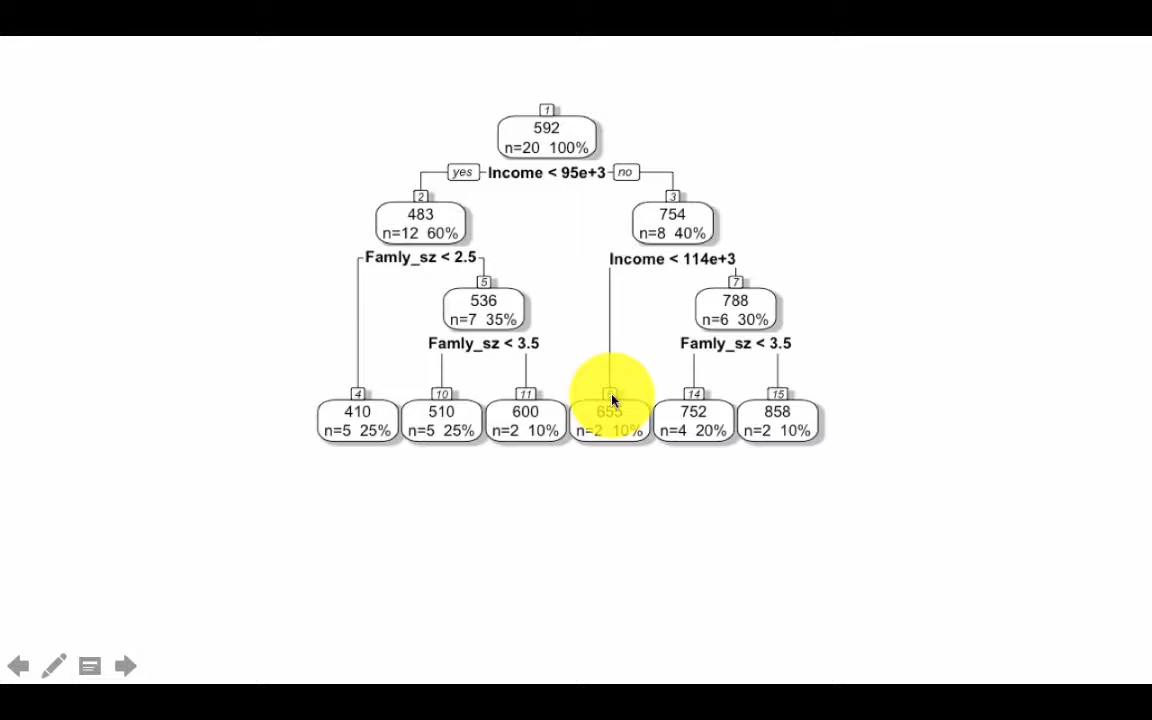 1
592
n=20 100%
yes Income < 95e+3 no
2 3
483 754
n=12 60% n=8 40%
Famly_sz < 2.5 Income < 114e+3
5 7
536 788
n=7 35% n=6 30%
Famly_sz < 3.5 Famly_sz < 3.5
4 10 11 14 15
410 510 600 655 752 858
n=5 25% n=5 25% n=2 10% n=2 10% n=4 20% n=2 10%